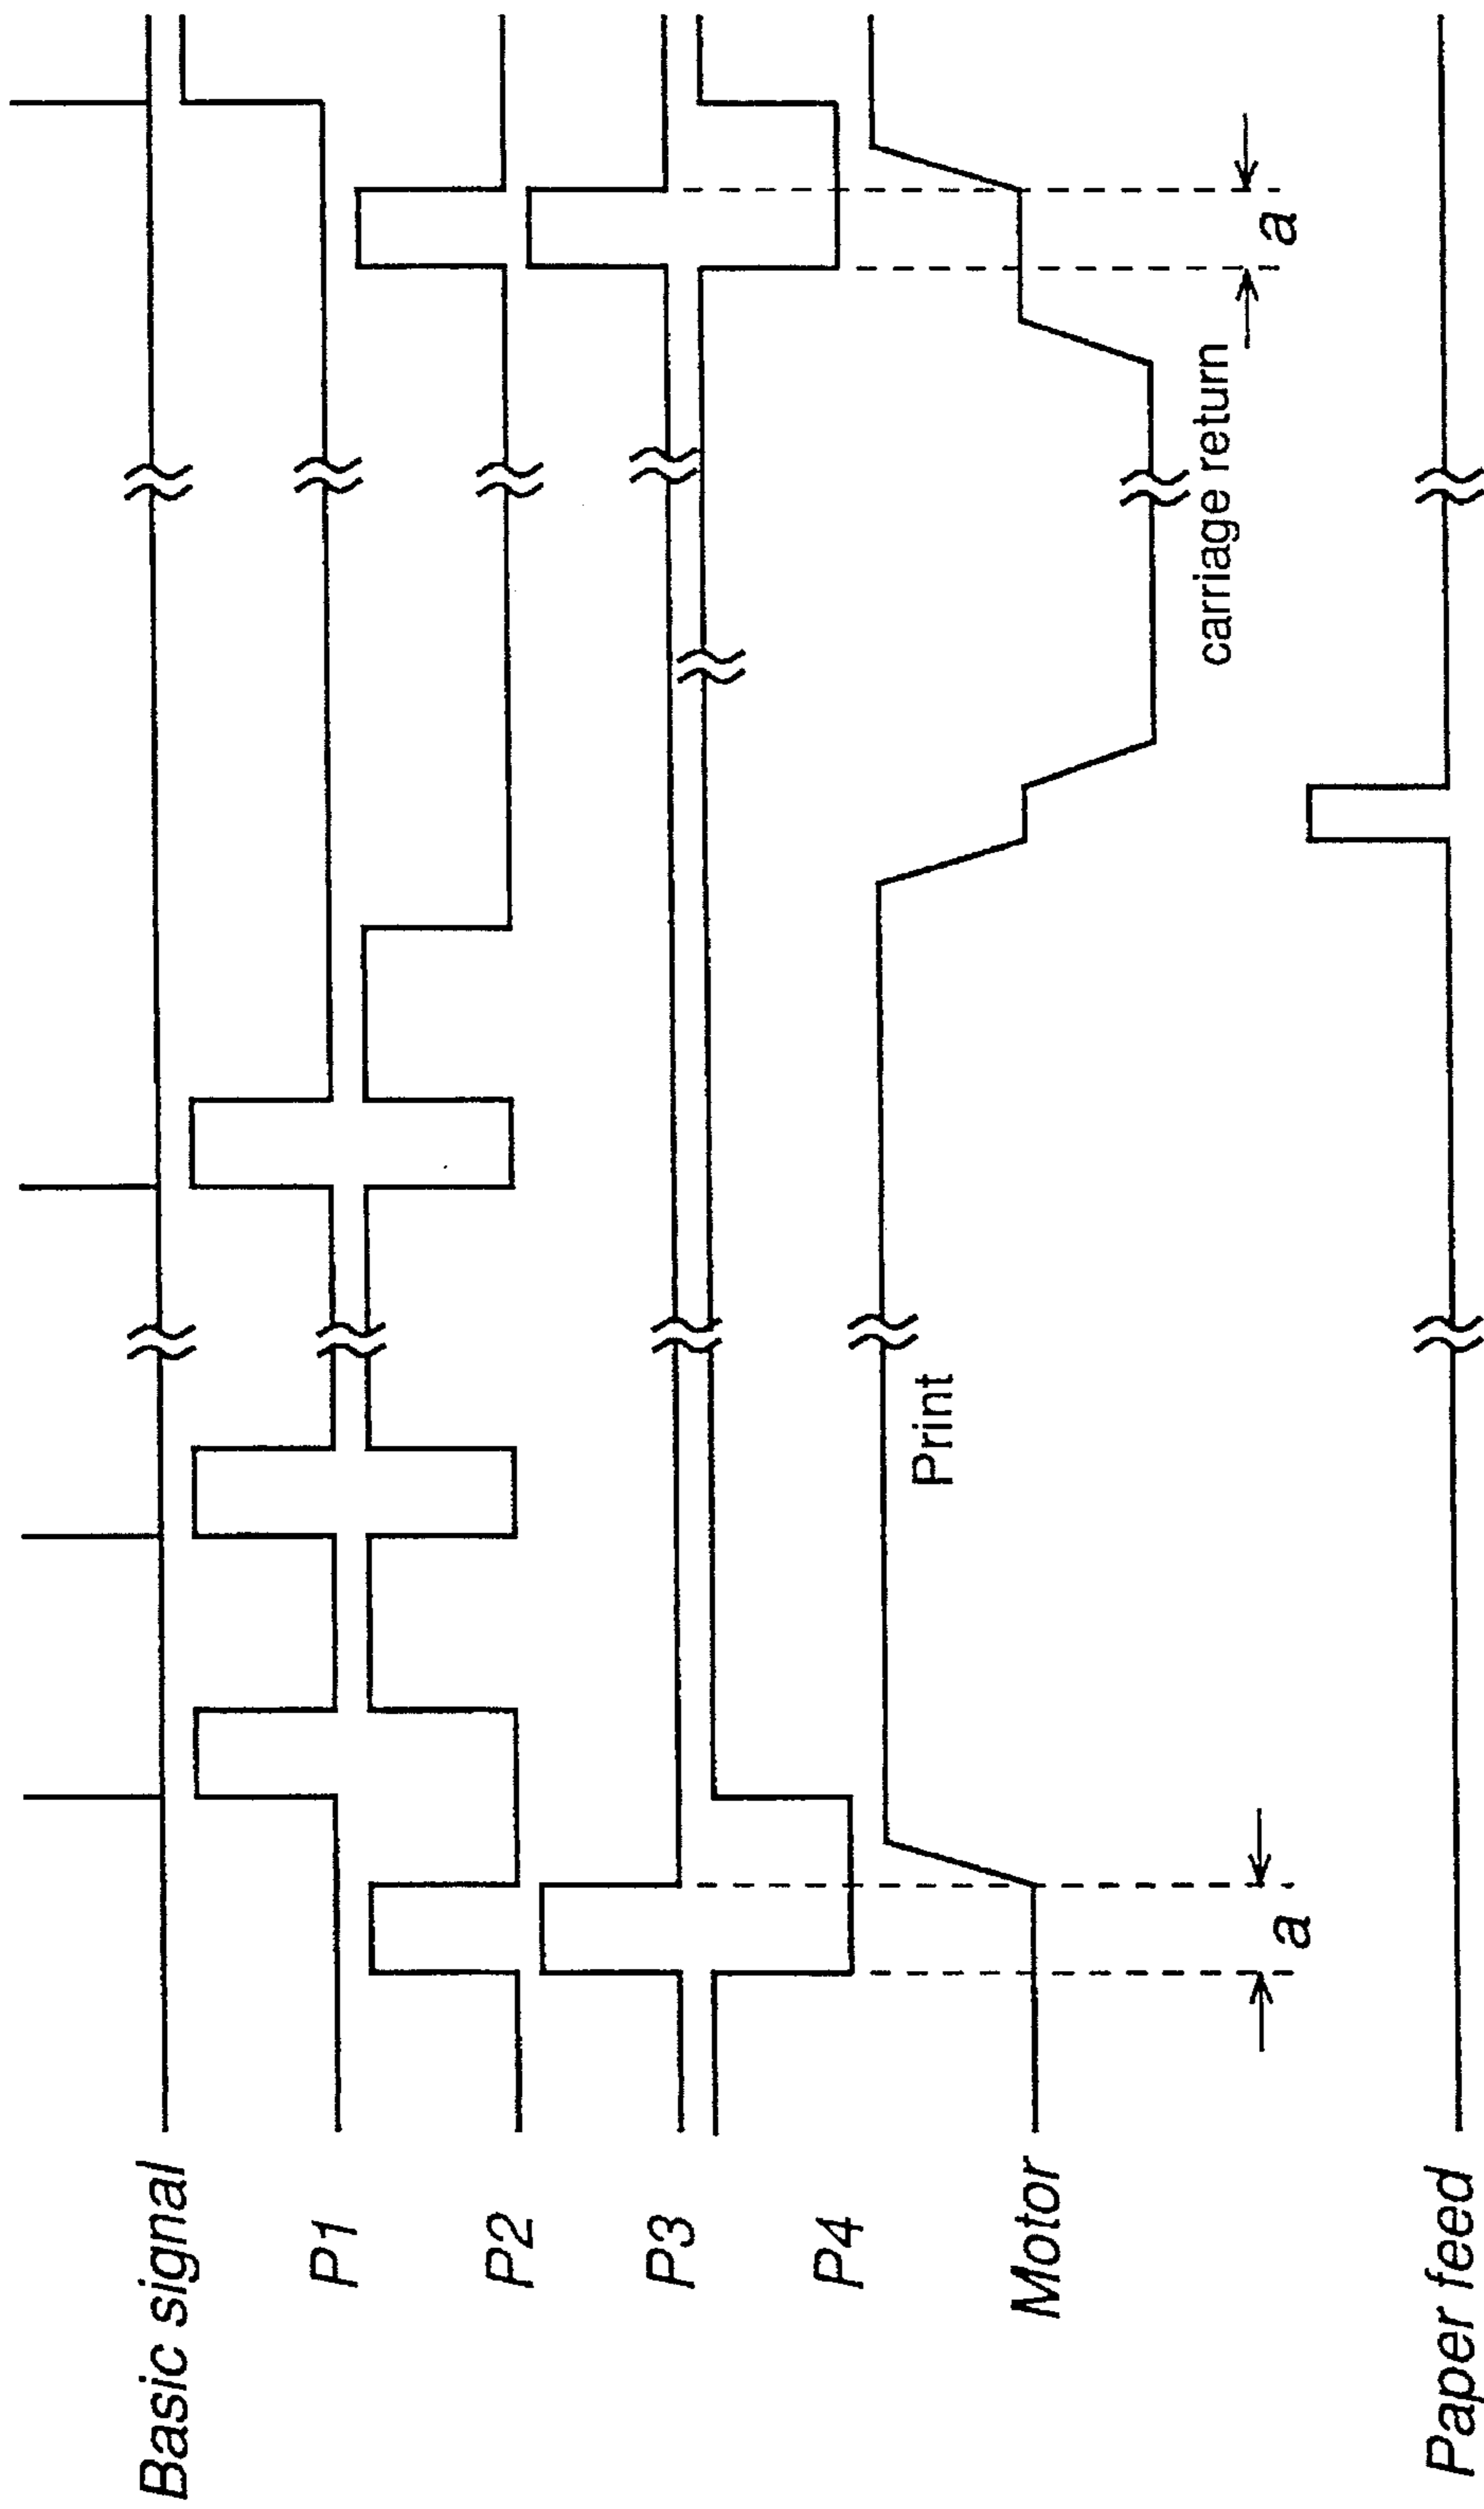 Basic signal
P1
P2
P3
P4
Motor
Print
carriage return
a
a
Paper feed